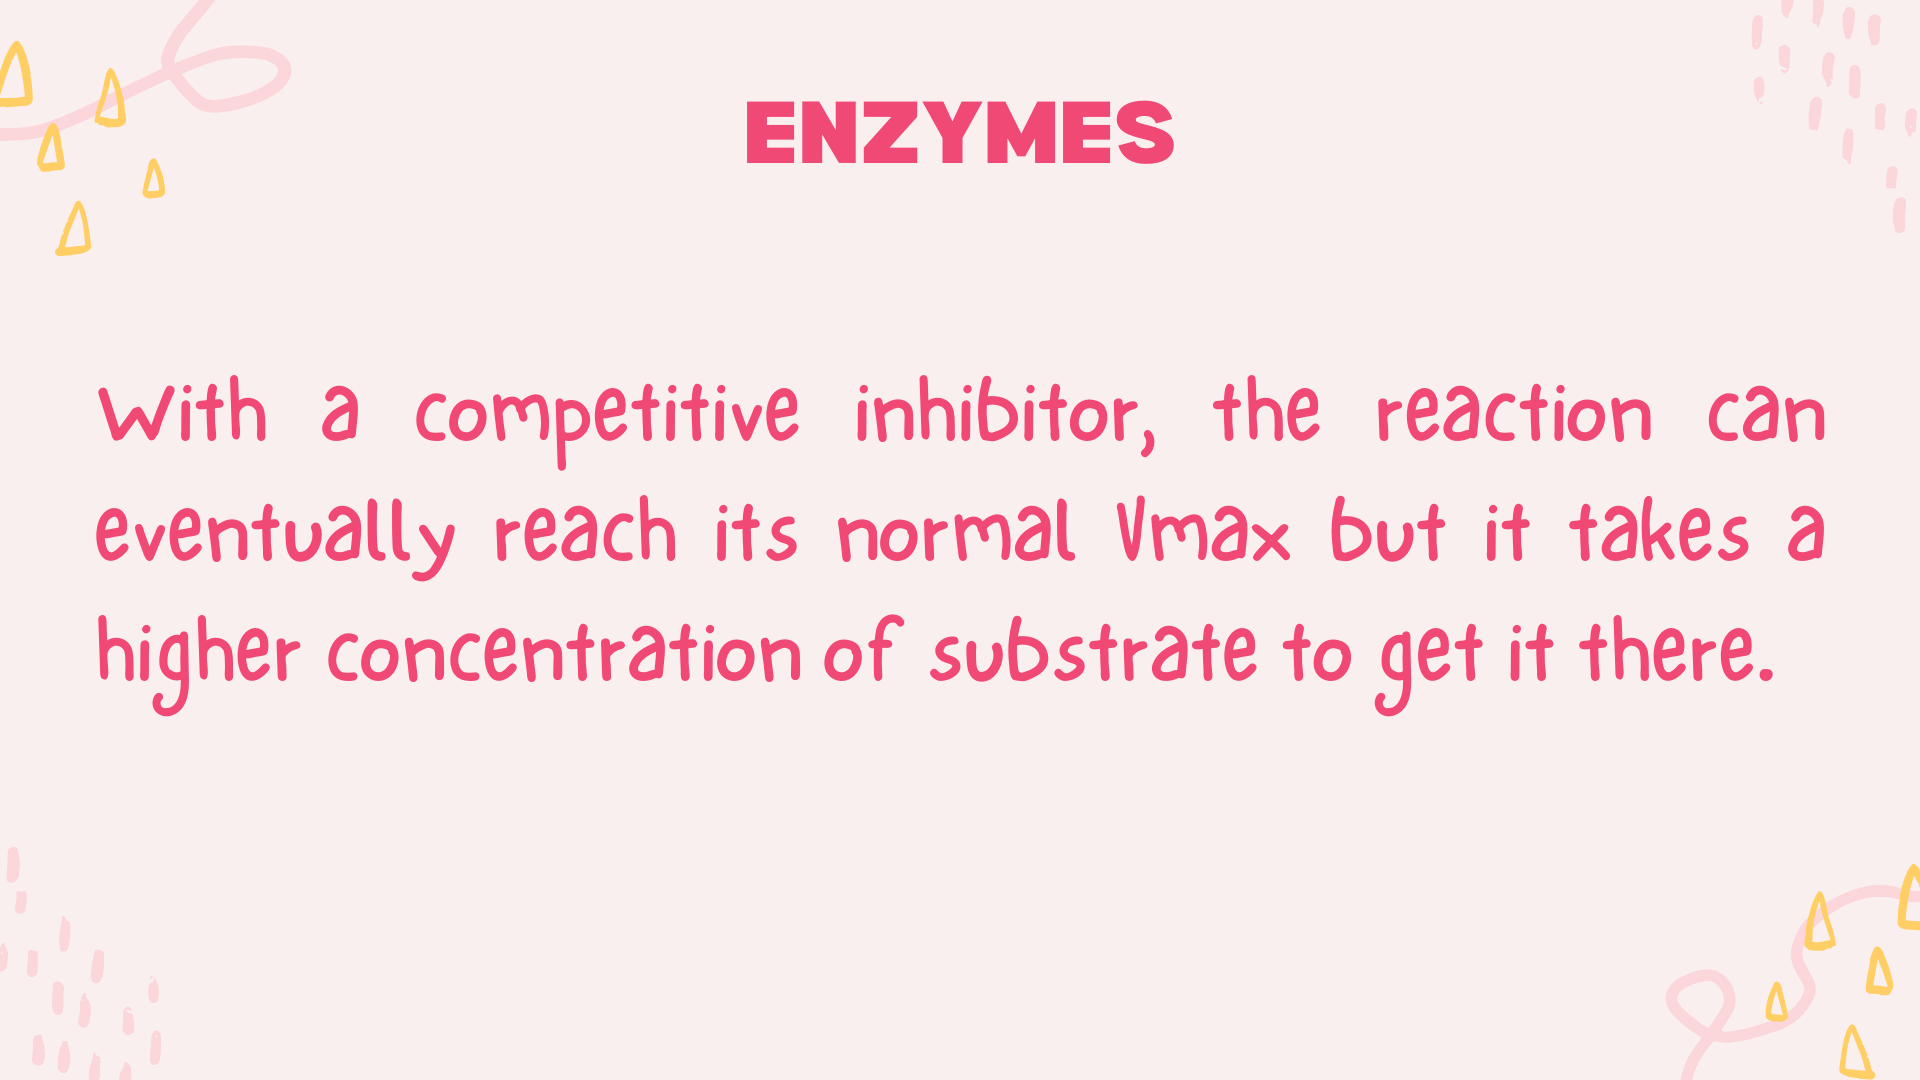 ENZYMES
With a competitive inhibitor, the reaction can
eventually reach its normal Vmax but it takes a
higher concentration of substrate to get it there.